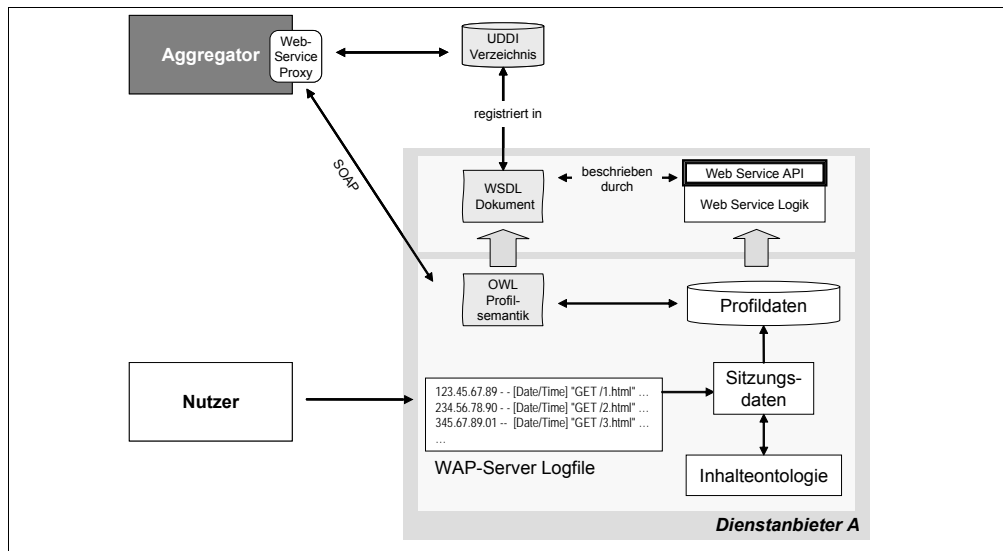 Aggregator
Web-
Service
Proxy
UDDI
Verzeichnis
registriert in
SOAP
WSDL
Dokument
beschrieben
durch
Web Service API
Web Service Logik
OWL
Profil-
semantik
Profildaten
Nutzer
123.45.67.89 - - [Date/Time] "GET /1.html" ...
234.56.78.90 - - [Date/Time] "GET /2.html" ...
345.67.89.01 -- [Date/Time] "GET /3.html" ...
...
WAP-Server Logfile
Sitzungs-
daten
Inhalteontologie
Dienstanbieter A